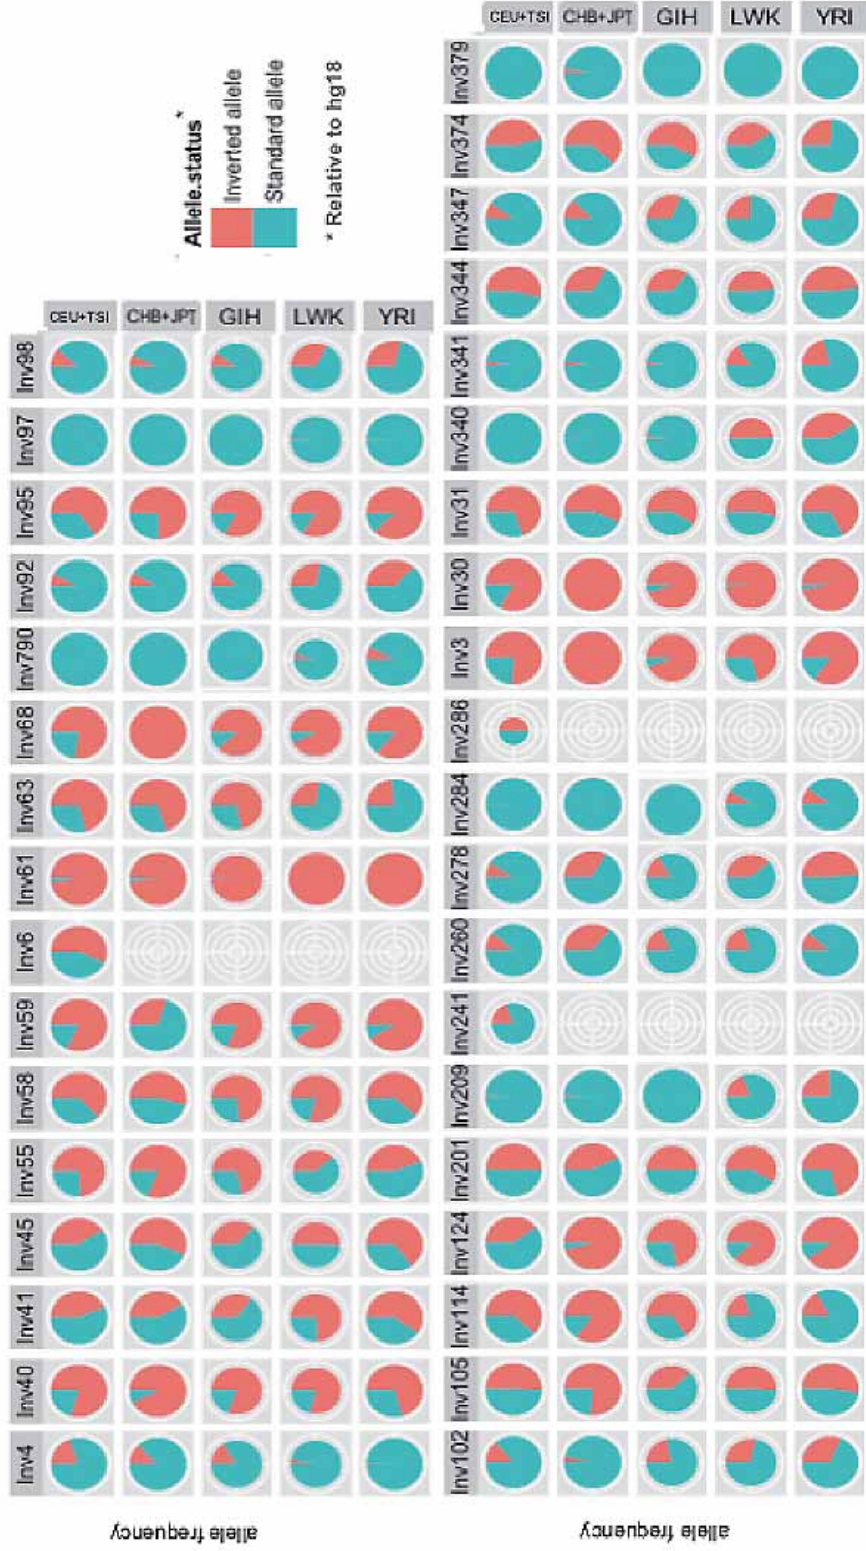 Inv4 Inv40 Inv41 Inv45 Inv55 Inv58 Inv59 Inv6 Inv61 Inv63 Inv68 Inv790 Inv92 Inv95 Inv97 Inv98
CEU+TSI
CHB+JPT
GIH
LWK
YRI
allele frequency
Allele.status*
Inverted allele
Standard allele
* Relative to hg18
Inv102 Inv105 Inv114 Inv124 Inv201 Inv209 Inv241 Inv260 Inv278 Inv284 Inv286 Inv3 Inv30 Inv31 Inv340 Inv341 Inv344 Inv347 Inv374 Inv379
CEU+TSI
CHB+JPT
GIH
LWK
YRI
allele frequency